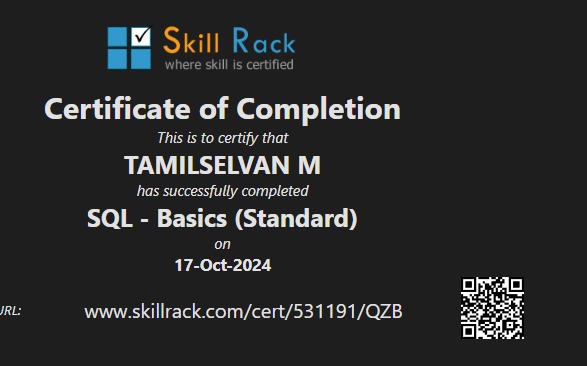 Skill Rack
where skill is certified
Certificate of Completion
This is to certify that
TAMILSELVAN M
has successfully completed
SQL - Basics (Standard)
on
17-Oct-2024
URL: www.skillrack.com/cert/531191/QZB